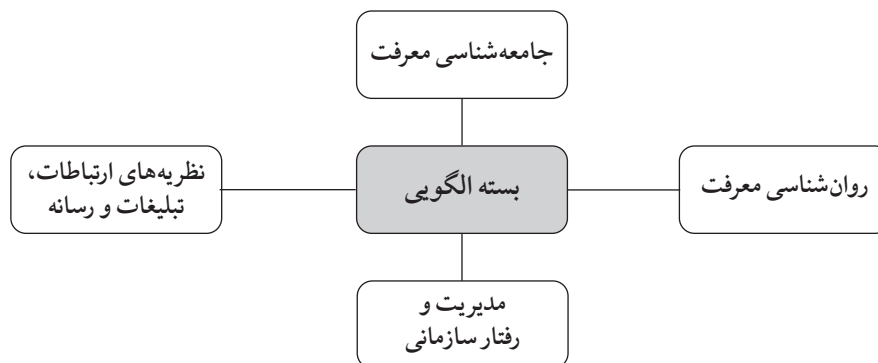 جامعه‌شناسی معرفت
روان‌شناسی معرفت
بسته الگویی
نظریه‌های ارتباطات،
تبلیغات و رسانه
مدیریت و
رفتار سازمانی